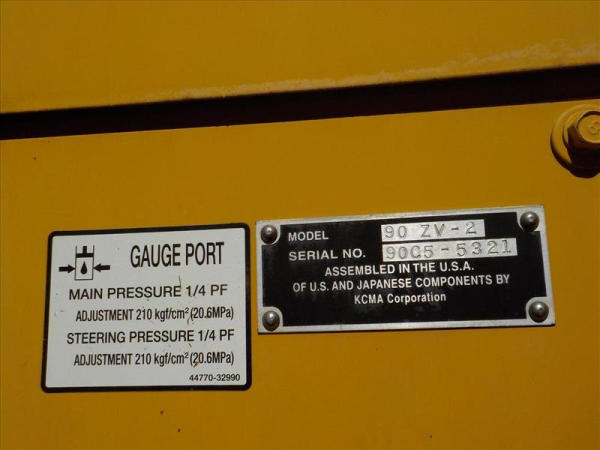 GAUGE PORT
MAIN PRESSURE 1/4 PF
ADJUSTMENT 210 kgf/cm²(20.6MPa)
STEERING PRESSURE 1/4 PF
ADJUSTMENT 210 kgf/cm²(20.6MPa)
44770-32990
MODEL 90 ZV-2
SERIAL NO. 90C5-5321
ASSEMBLED IN THE U.S.A.
OF U.S. AND JAPANESE COMPONENTS BY
KCMA Corporation